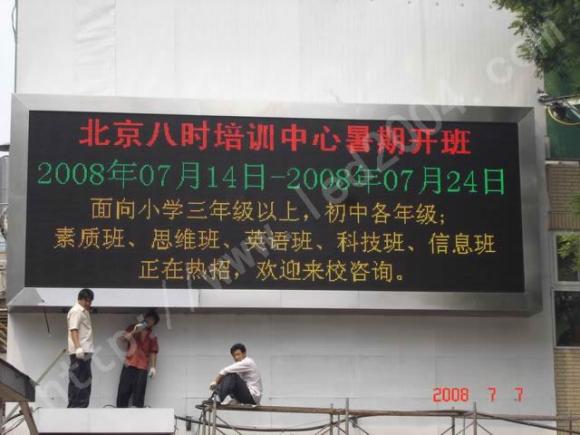 北京八时培训中心暑期开班
2008年07月14日-2008年07月24日
面向小学三年级以上，初中各年级；
素质班、思维班、英语班、科技班、信息班
正在热招，欢迎来校咨询。
2008 7 7
http://www.led2004.com